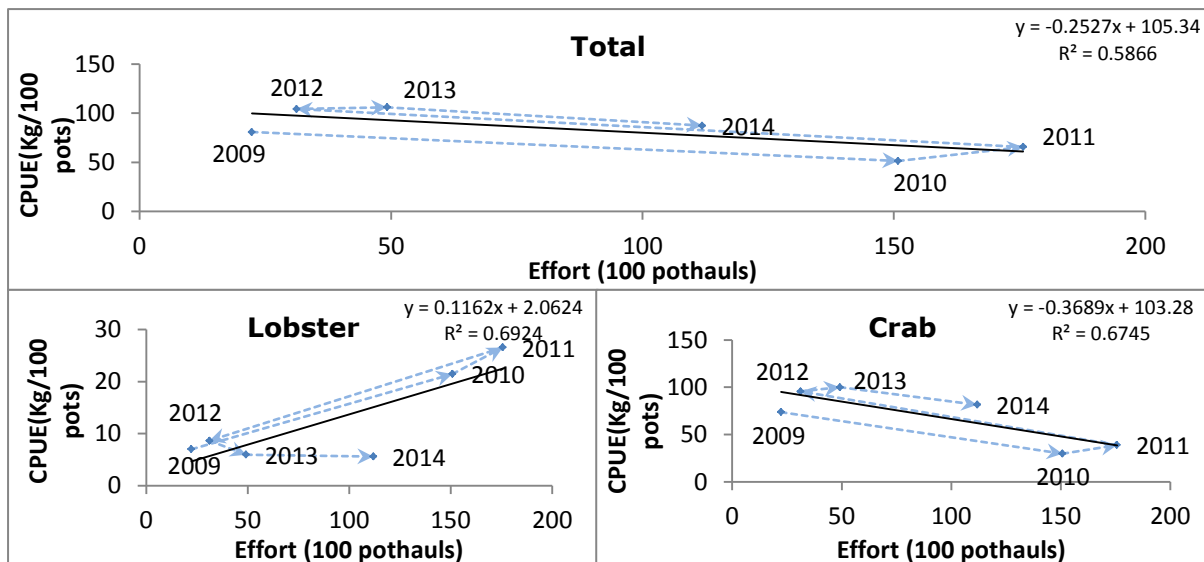 y = -0.2527x + 105.34
R² = 0.5866
Total
CPUE(Kg/100
pots)
150
100
50
0
2012
2013
2009
2014
2011
2010
0
50
100
150
200
Effort (100 pothauls)
y = 0.1162x + 2.0624
R² = 0.6924
Lobster
CPUE(Kg/100
pots)
30
20
10
0
2011
2010
2012
2009
2013
2014
0
50
100
150
200
Effort (100 pothauls)
y = -0.3689x + 103.28
R² = 0.6745
Crab
CPUE(Kg/100
pots)
150
100
50
0
2012
2013
2014
2009
2011
2010
0
50
100
150
200
Effort (100 pothauls)